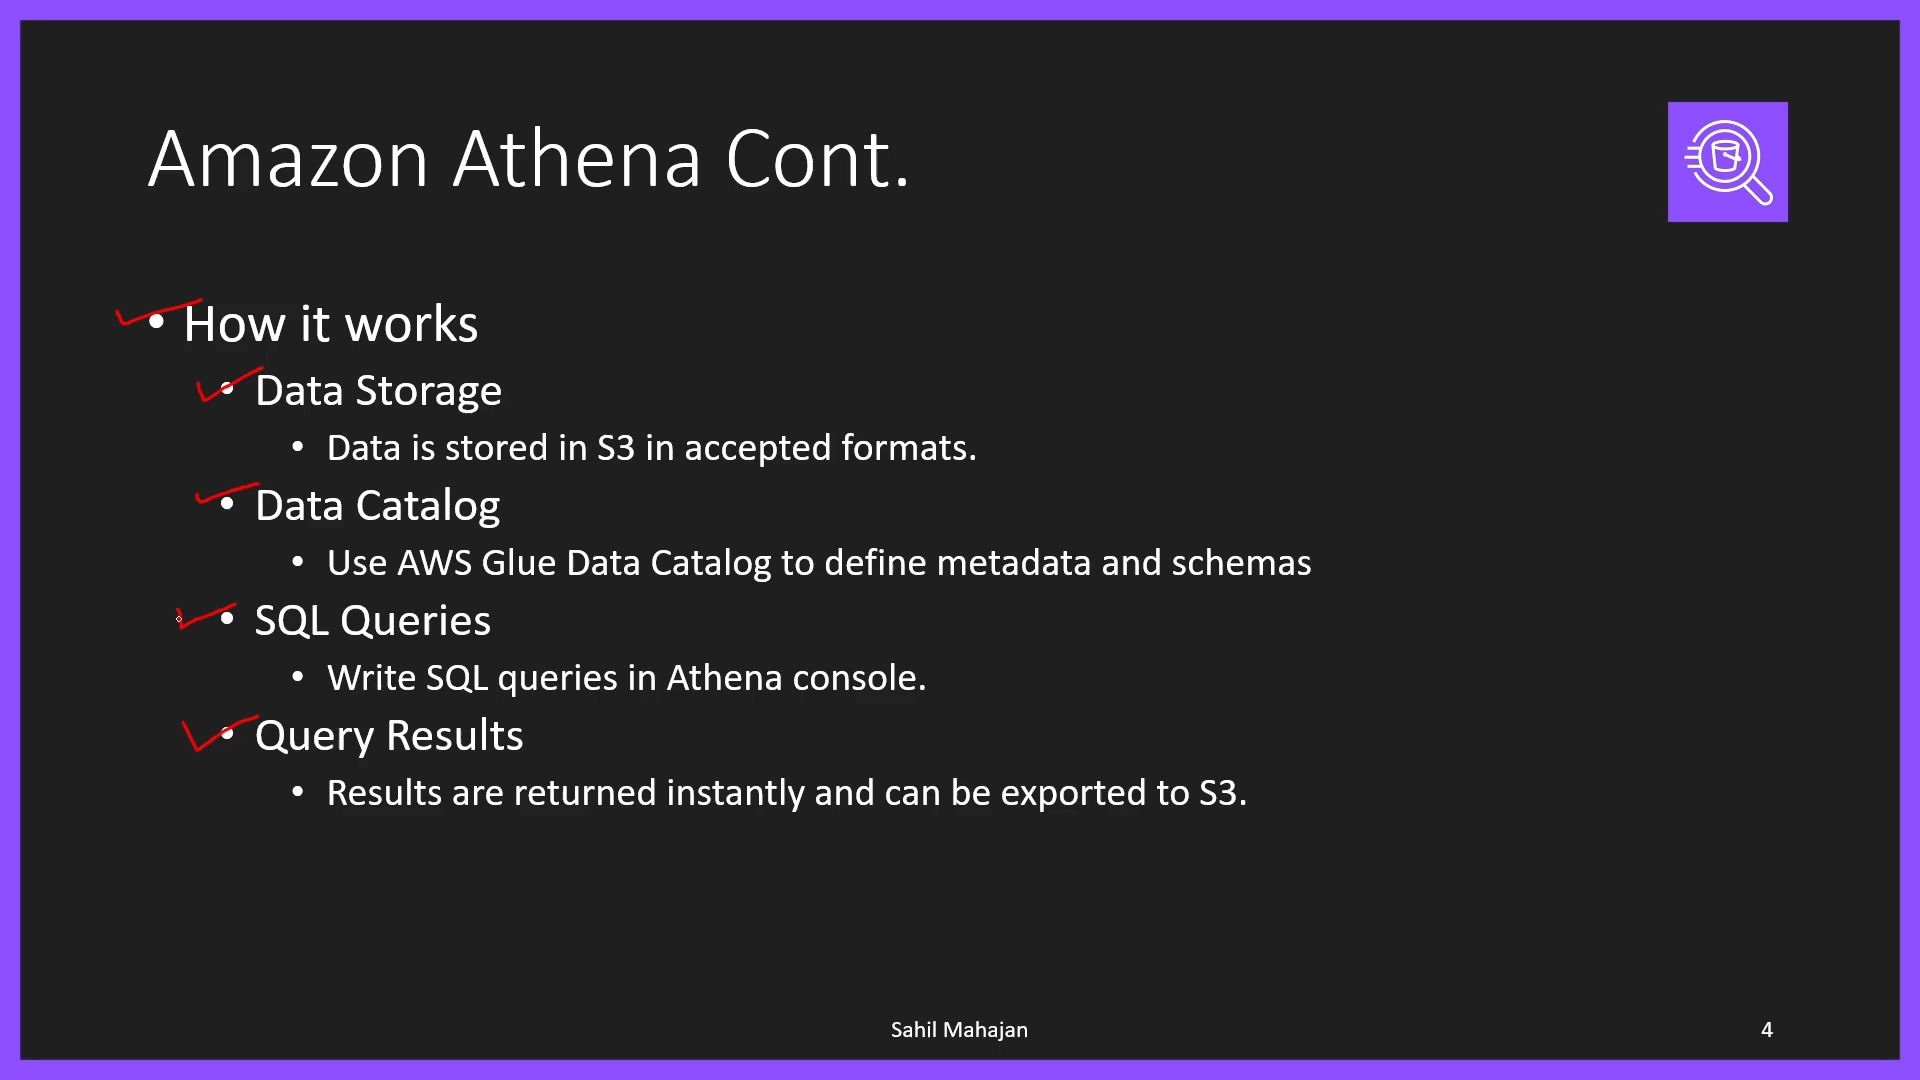 Amazon Athena Cont.
• How it works
• Data Storage
• Data is stored in S3 in accepted formats.
• Data Catalog
• Use AWS Glue Data Catalog to define metadata and schemas
• SQL Queries
• Write SQL queries in Athena console.
• Query Results
• Results are returned instantly and can be exported to S3.
Sahil Mahajan
4